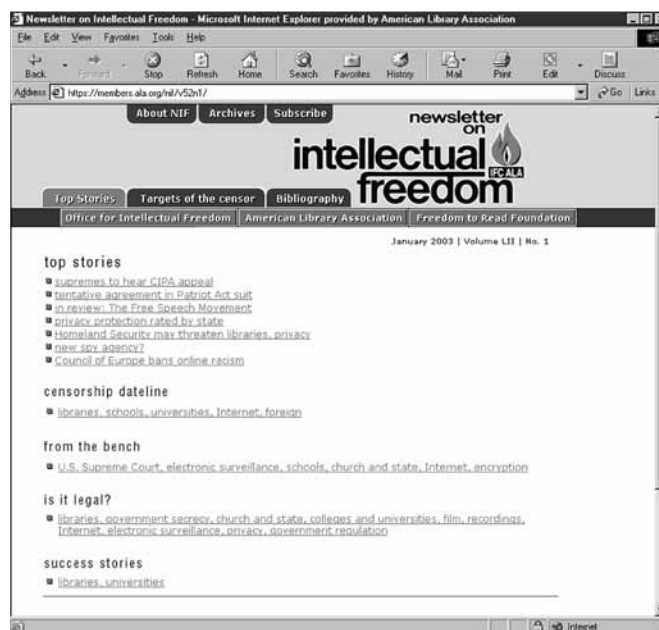 Newsletter on Intellectual Freedom - Microsoft Internet Explorer provided by American Library Association
File Edit View Favorites Tools Help
Back Forward Stop Refresh Home Search Favorites History Mail Print Edit Discuss
Address https://members.ala.org/nif/v52n1/ Go Links
About NIF Archives Subscribe
newsletter
on
intellectual
IFC ALA
freedom
Top Stories Targets of the censor Bibliography
Office for Intellectual Freedom American Library Association Freedom to Read Foundation
January 2003 | Volume LII | No. 1
top stories
supremes to hear CIPA appeal
tentative agreement in Patriot Act suit
in review: The Free Speech Movement
privacy protection rated by state
Homeland Security may threaten libraries, privacy
new spy agency?
Council of Europe bans online racism
censorship dateline
libraries, schools, universities, Internet, foreign
from the bench
U.S. Supreme Court, electronic surveillance, schools, church and state, Internet, encryption
is it legal?
libraries, government secrecy, church and state, colleges and universities, film, recordings,
Internet, electronic surveillance, privacy, government regulation
success stories
libraries, universities
Internet